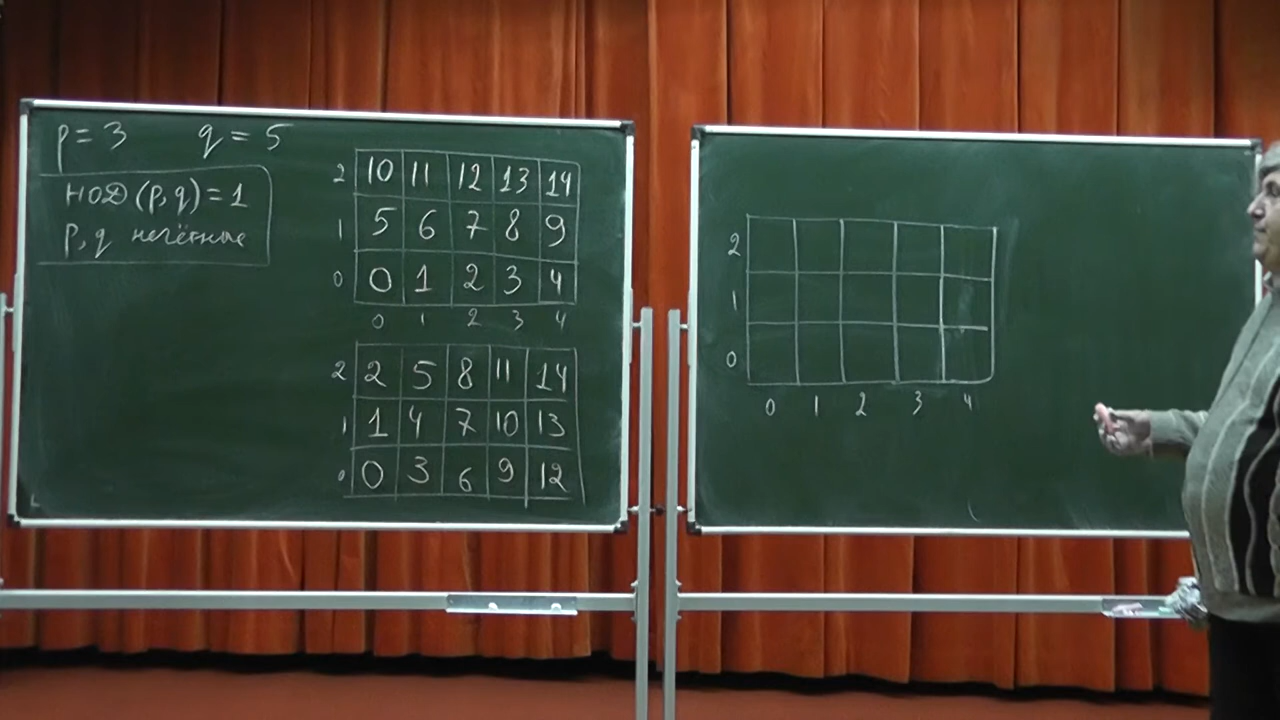 p = 3 q = 5
НОД (p, q) = 1
p, q нечётные
2 10 11 12 13 14
1 5 6 7 8 9
0 0 1 2 3 4
0 1 2 3 4
2 2 5 8 11 14
1 1 4 7 10 13
0 0 3 6 9 12
2
1
0
0 1 2 3 4